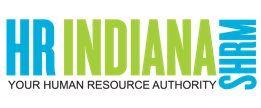 HR INDIANA SHRM
YOUR HUMAN RESOURCE AUTHORITY